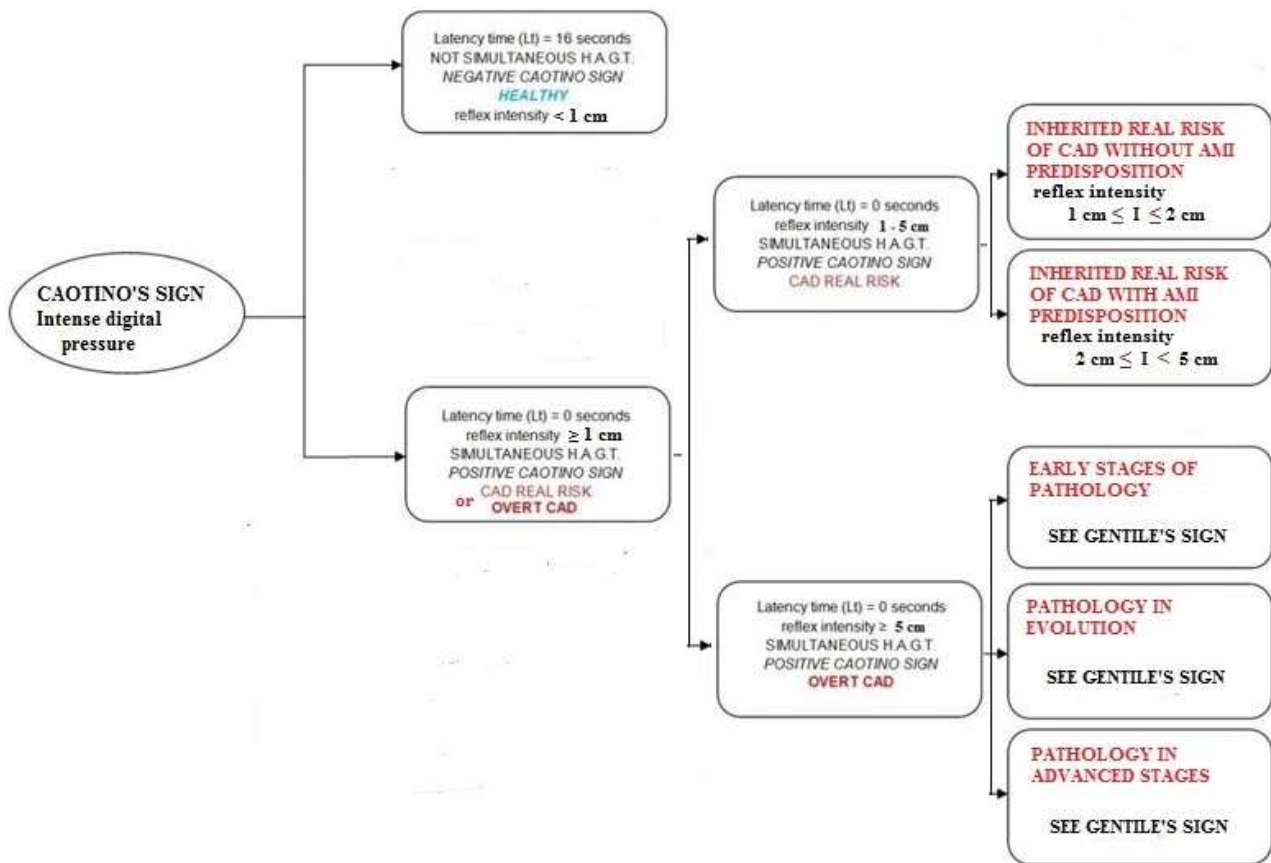 CAOTINO'S SIGN
Intense digital
pressure
Latency time (Lt) = 16 seconds
NOT SIMULTANEOUS H.A.G.T.
NEGATIVE CAOTINO SIGN
HEALTHY
reflex intensity < 1 cm
Latency time (Lt) = 0 seconds
reflex intensity ≥ 1 cm
SIMULTANEOUS H.A.G.T.
POSITIVE CAOTINO SIGN
CAD REAL RISK
or OVERT CAD
Latency time (Lt) = 0 seconds
reflex intensity 1 - 5 cm
SIMULTANEOUS H.A.G.T.
POSITIVE CAOTINO SIGN
CAD REAL RISK
INHERITED REAL RISK
OF CAD WITHOUT AMI
PREDISPOSITION
reflex intensity
1 cm ≤ I ≤ 2 cm
INHERITED REAL RISK
OF CAD WITH AMI
PREDISPOSITION
reflex intensity
2 cm ≤ I < 5 cm
Latency time (Lt) = 0 seconds
reflex intensity ≥ 5 cm
SIMULTANEOUS H.A.G.T.
POSITIVE CAOTINO SIGN
OVERT CAD
EARLY STAGES OF
PATHOLOGY
SEE GENTILE'S SIGN
PATHOLOGY IN
EVOLUTION
SEE GENTILE'S SIGN
PATHOLOGY IN
ADVANCED STAGES
SEE GENTILE'S SIGN